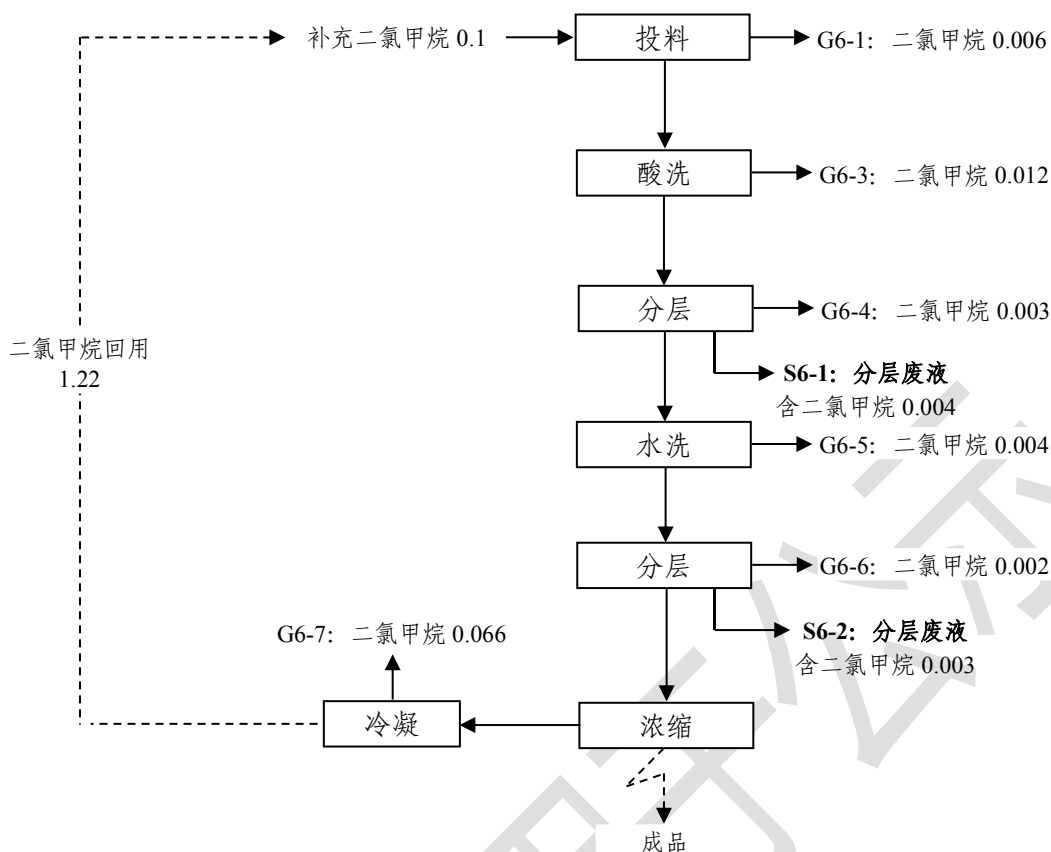 补充二氯甲烷 0.1
投料
G6-1: 二氯甲烷 0.006
酸洗
G6-3: 二氯甲烷 0.012
分层
G6-4: 二氯甲烷 0.003
二氯甲烷回用
1.22
S6-1: 分层废液
含二氯甲烷 0.004
水洗
G6-5: 二氯甲烷 0.004
分层
G6-6: 二氯甲烷 0.002
G6-7: 二氯甲烷 0.066
S6-2: 分层废液
含二氯甲烷 0.003
冷凝
浓缩
成品